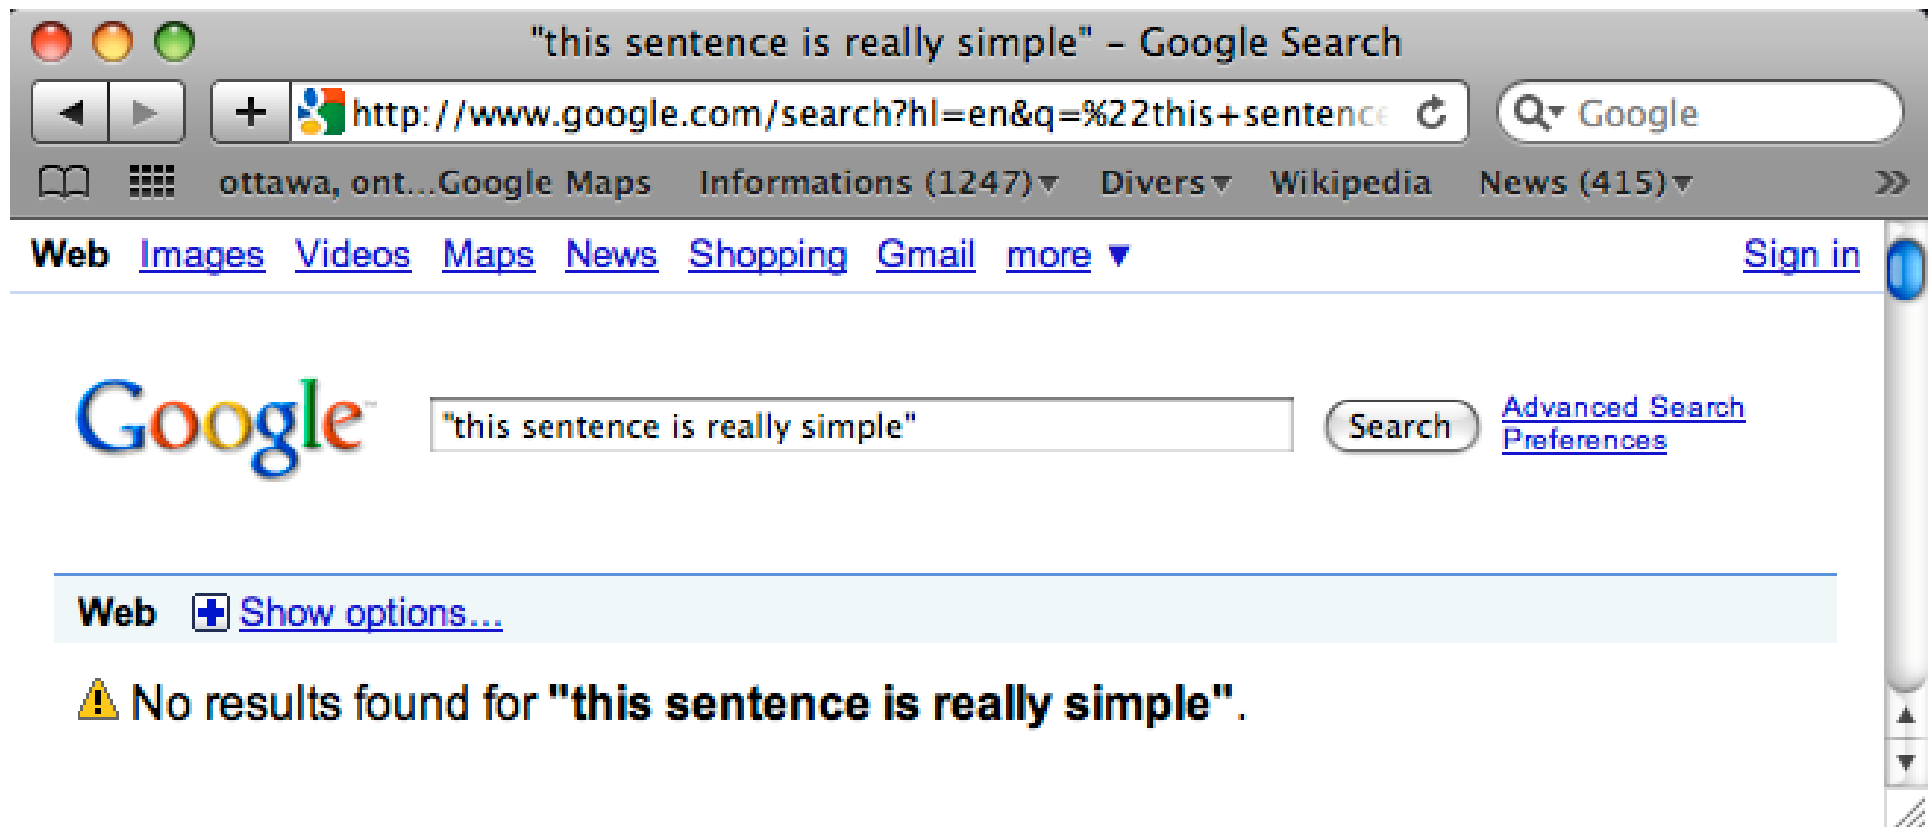 "this sentence is really simple" – Google Search
http://www.google.com/search?hl=en&q=%22this+sentence
Google
ottawa, ont...Google Maps Informations (1247) Divers Wikipedia News (415) »
Web Images Videos Maps News Shopping Gmail more ▼ Sign in
Google "this sentence is really simple" Search Advanced Search
Preferences
Web Show options...
No results found for "this sentence is really simple".